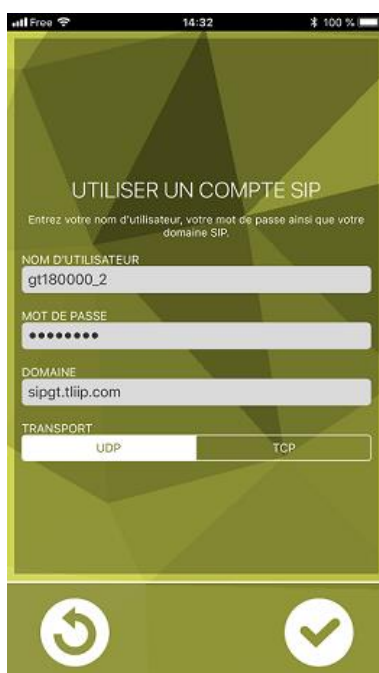 Free 14:32 100 %
UTILISER UN COMPTE SIP
Entrez votre nom d'utilisateur, votre mot de passe ainsi que votre
domaine SIP.
NOM D'UTILISATEUR
gt180000_2
MOT DE PASSE
●●●●●●●●
DOMAINE
sipgt.tliip.com
TRANSPORT
UDP TCP